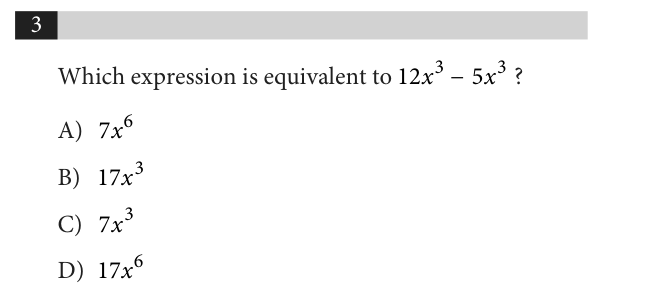 3
Which expression is equivalent to 12x³ − 5x³ ?
A) 7x⁶
B) 17x³
C) 7x³
D) 17x⁶